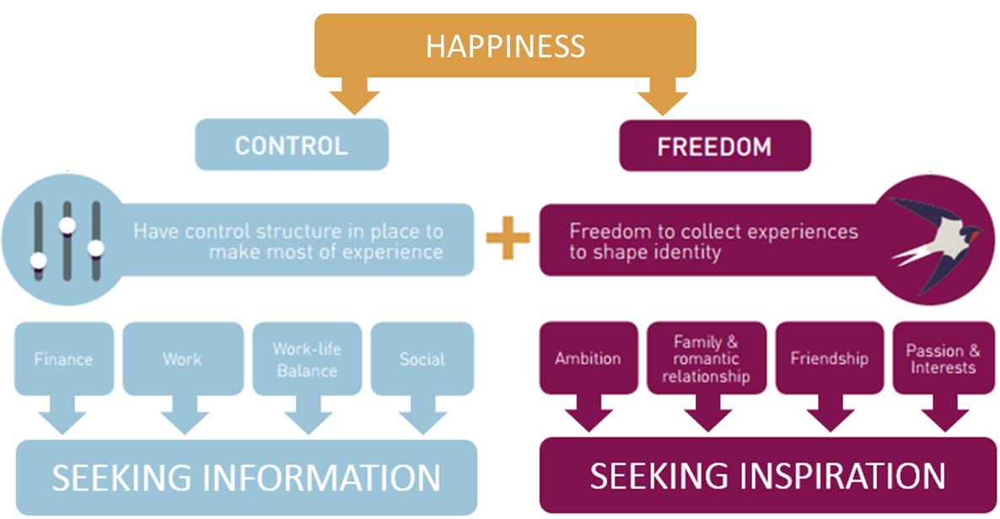 HAPPINESS
CONTROL
FREEDOM
Have control structure in place to
make most of experience
Freedom to collect experiences
to shape identity
Finance
Work
Work-life
Balance
Social
Ambition
Family &
romantic
relationship
Friendship
Passion &
Interests
SEEKING INFORMATION
SEEKING INSPIRATION